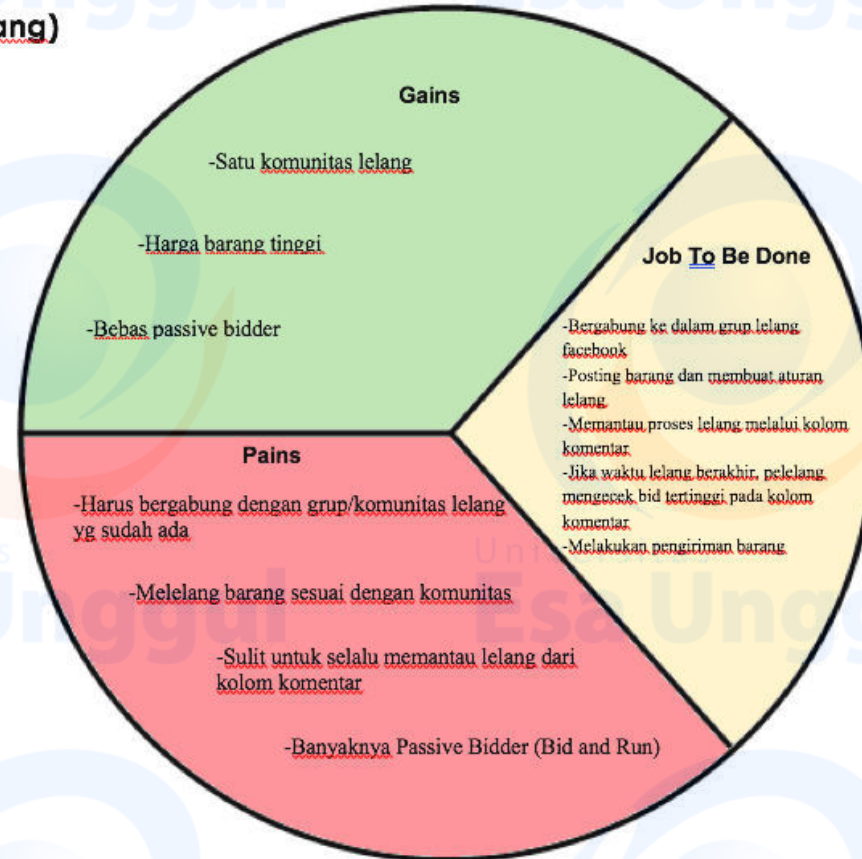 ang)
Gains
-Satu komunitas lelang
-Harga barang tinggi
-Bebas passive bidder
Job To Be Done
-Bergabung ke dalam grup lelang
facebook
-Posting barang dan membuat aturan
lelang
-Memantau proses lelang melalui kolom
komentar
-Jika waktu lelang berakhir, pelelang
mengecek bid tertinggi pada kolom
komentar
-Melakukan pengiriman barang
Pains
-Harus bergabung dengan grup/komunitas lelang
yg sudah ada
-Melelang barang sesuai dengan komunitas
-Sulit untuk selalu memantau lelang dari
kolom komentar
-Banyaknya Passive Bidder (Bid and Run)
Esa Ungg